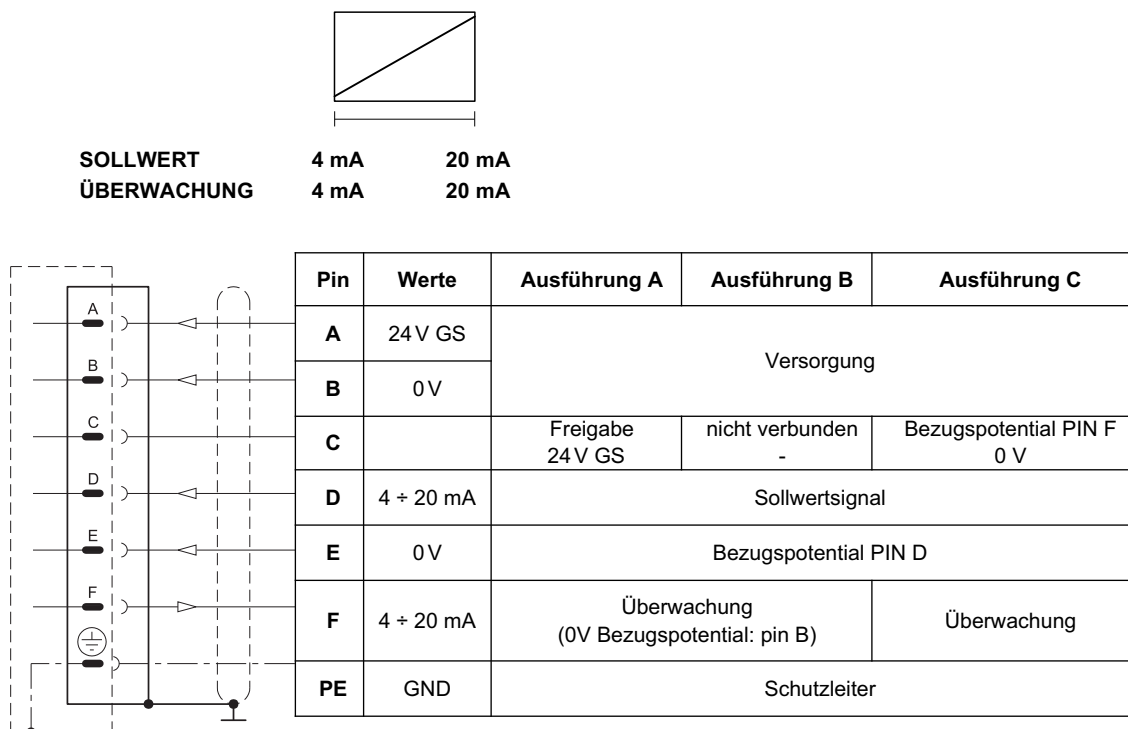 SOLLWERT 4 mA 20 mA
ÜBERWACHUNG 4 mA 20 mA
A
B
C
D
E
F
Pin Werte Ausführung A Ausführung B Ausführung C
A 24 V GS Versorgung
B 0 V
C Freigabe 24 V GS nicht verbunden - Bezugspotential PIN F 0 V
D 4 ÷ 20 mA Sollwertsignal
E 0 V Bezugspotential PIN D
F 4 ÷ 20 mA Überwachung (0V Bezugspotential: pin B) Überwachung
PE GND Schutzleiter